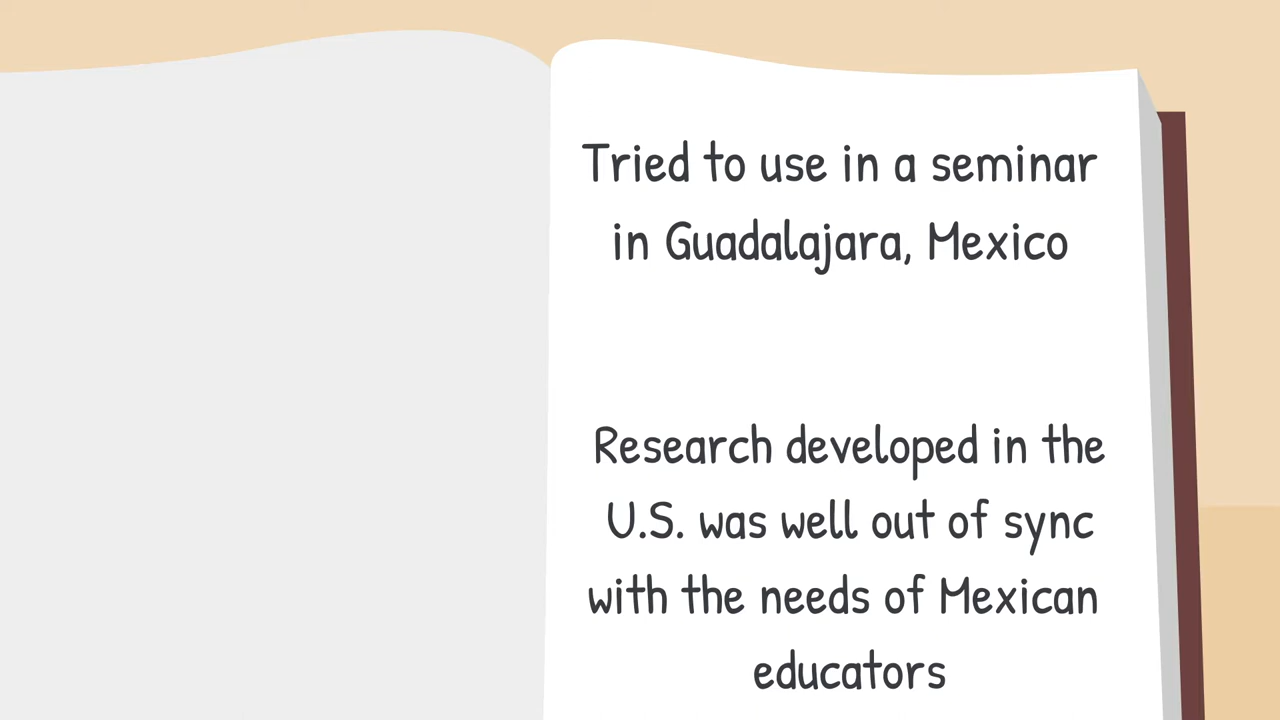 Tried to use in a seminar
in Guadalajara, Mexico
Research developed in the
U.S. was well out of sync
with the needs of Mexican
educators